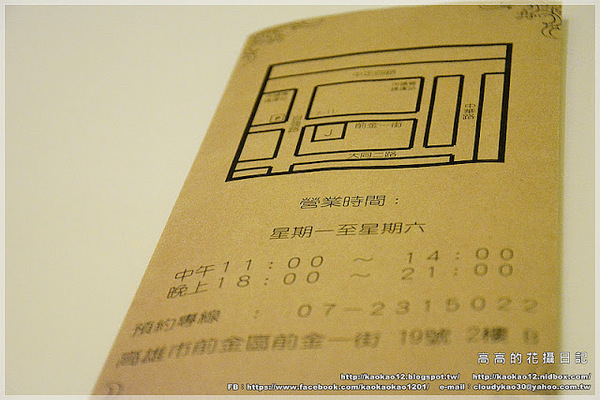 中正四路
中華路
前金一街
J
大同二路
營業時間：
星期一至星期六
中午11：00 ～ 14：00
晚上18：00 ～ 21：00
預約專線 ： 07-2315022
高雄市前金區前金一街 19號 2樓
高高的花攝日記
http://kaokao12.blogspot.tw/ http://kaokao12.nidbox.com/
FB：https://www.facebook.com/kaokaokao1201/ e-mail：cloudykao30@yahoo.com.tw